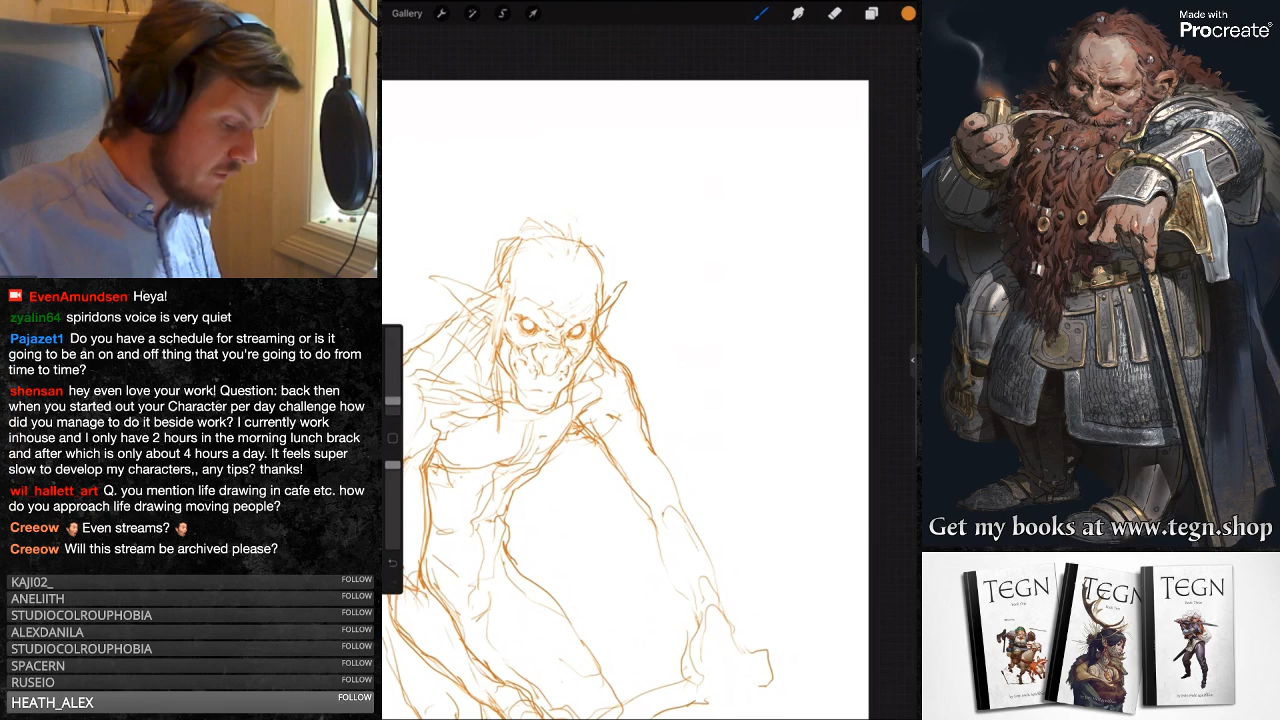 Gallery
Made with
Procreate
EvenAmundsen Heya!
zyalin64 spiridons voice is very quiet
Pajazet1 Do you have a schedule for streaming or is it
going to be an on and off thing that you're going to do from
time to time?
shensan hey even love your work! Question: back then
when you started out your Character per day challenge how
did you manage to do it beside work? I currently work
inhouse and I only have 2 hours in the morning lunch brack
and after which is only about 4 hours a day. It feels super
slow to develop my characters,, any tips? thanks!
wil_hallett_art Q. you mention life drawing in cafe etc. how
do you approach life drawing moving people?
Creeow Even streams?
Creeow Will this stream be archived please?
KAJI02_ FOLLOW
ANELIITH FOLLOW
STUDIOCOLROUPHOBIA FOLLOW
ALEXDANILA FOLLOW
STUDIOCOLROUPHOBIA FOLLOW
SPACERN FOLLOW
RUSEIO FOLLOW
HEATH_ALEX FOLLOW
Get my books at www.tegn.shop
TEGN
TEGN
TEGN